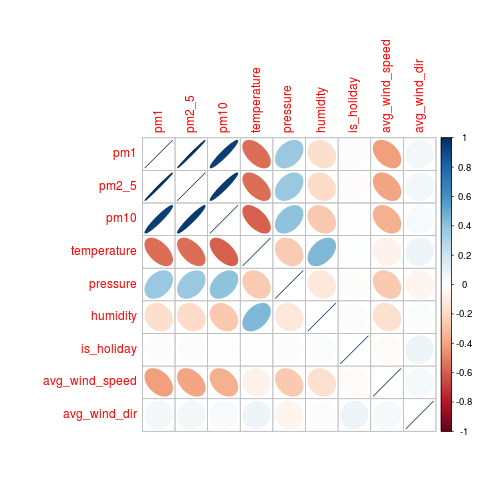 pm1
pm2_5
pm10
temperature
pressure
humidity
is_holiday
avg_wind_speed
avg_wind_dir
pm1
pm2_5
pm10
temperature
pressure
humidity
is_holiday
avg_wind_speed
avg_wind_dir
1
0.8
0.6
0.4
0.2
0
-0.2
-0.4
-0.6
-0.8
-1